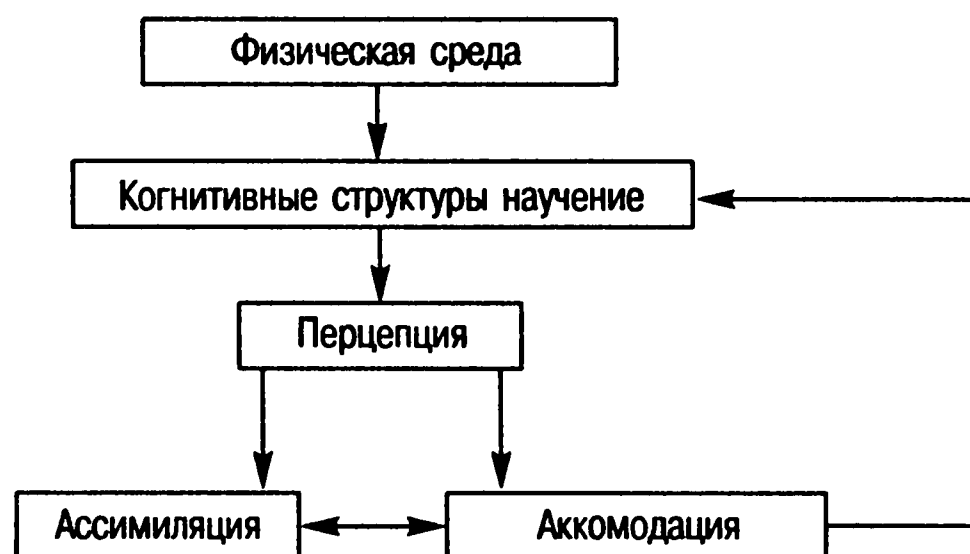 Физическая среда
Когнитивные структуры научение
Перцепция
Ассимиляция
Аккомодация